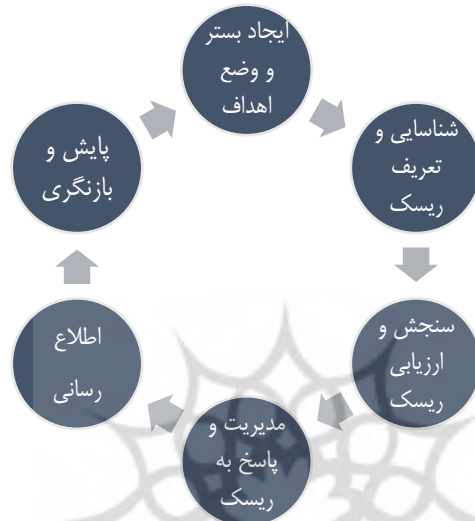 ایجاد بستر
و وضع
اهداف
شناسایی و
تعریف
ریسک
سنجش و
ارزیابی
ریسک
مدیریت و
پاسخ به
ریسک
اطلاع
رسانی
پایش و
بازنگری